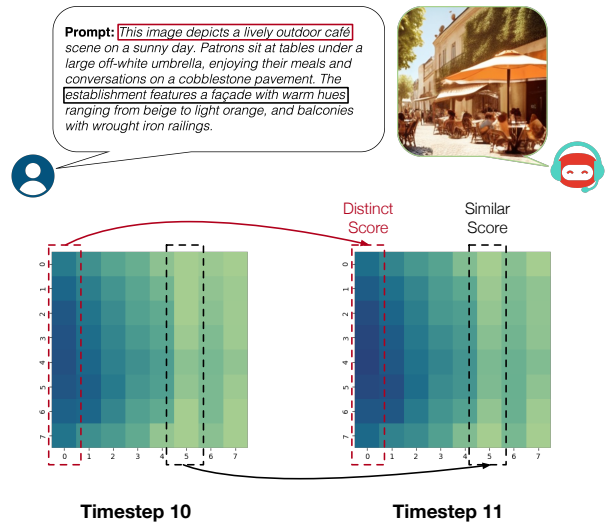 Prompt: This image depicts a lively outdoor café
scene on a sunny day. Patrons sit at tables under a
large off-white umbrella, enjoying their meals and
conversations on a cobblestone pavement. The
establishment features a façade with warm hues
ranging from beige to light orange, and balconies
with wrought iron railings.
Distinct
Score
Similar
Score
0
1
2
3
4
5
6
7
0 1 2 3 4 5 6 7
0
1
2
3
4
5
6
7
0 1 2 3 4 5 6 7
Timestep 10
Timestep 11